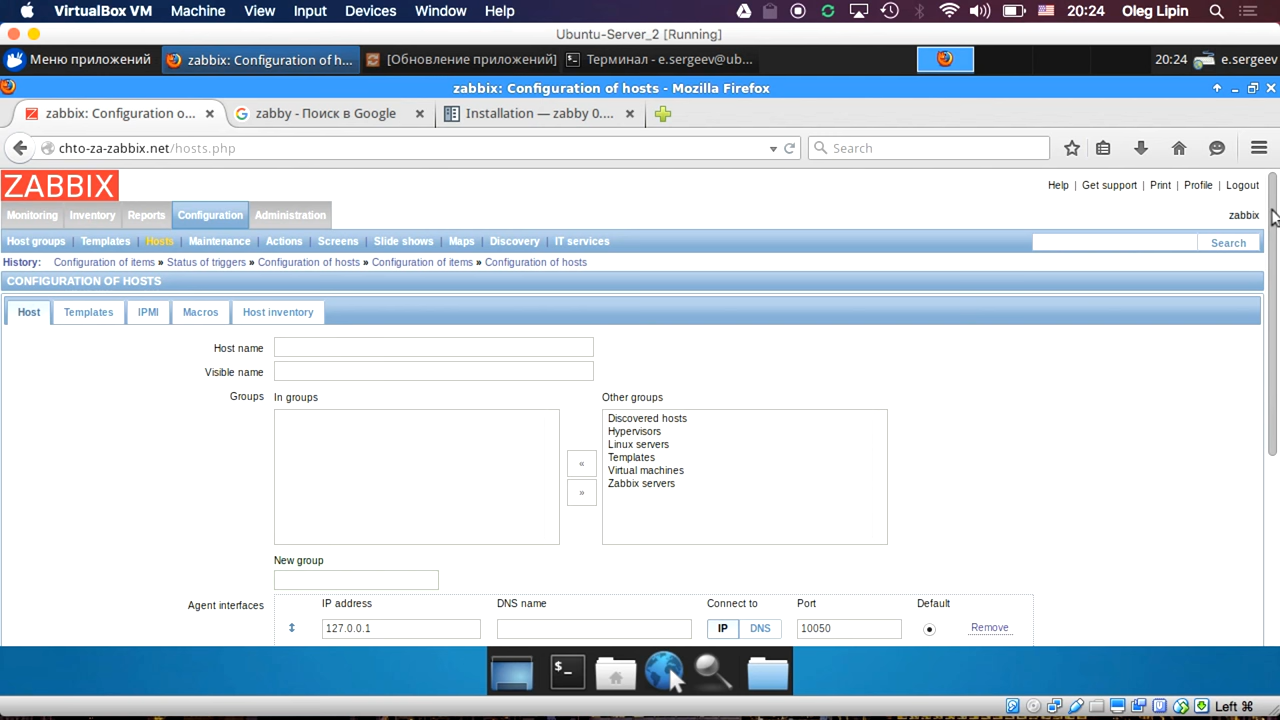 VirtualBox VM Machine View Input Devices Window Help 20:24 Oleg Lipin
Ubuntu-Server_2 [Running]
Меню приложений zabbix: Configuration of h... [Обновление приложений] Терминал - e.sergeev@ub... 20:24 e.sergeev
zabbix: Configuration of hosts - Mozilla Firefox
zabbix: Configuration o... zabby - Поиск в Google Installation — zabby 0....
chto-za-zabbix.net/hosts.php Search
ZABBIX
Help | Get support | Print | Profile | Logout
Monitoring Inventory Reports Configuration Administration zabbix
Host groups | Templates | Hosts | Maintenance | Actions | Screens | Slide shows | Maps | Discovery | IT services Search
History: Configuration of items » Status of triggers » Configuration of hosts » Configuration of items » Configuration of hosts
CONFIGURATION OF HOSTS
Host Templates IPMI Macros Host inventory
Host name
Visible name
Groups In groups Other groups
Discovered hosts
Hypervisors
Linux servers
Templates
Virtual machines
Zabbix servers
«
»
New group
Agent interfaces IP address DNS name Connect to Port Default
127.0.0.1 IP DNS 10050 Remove
Left ⌘